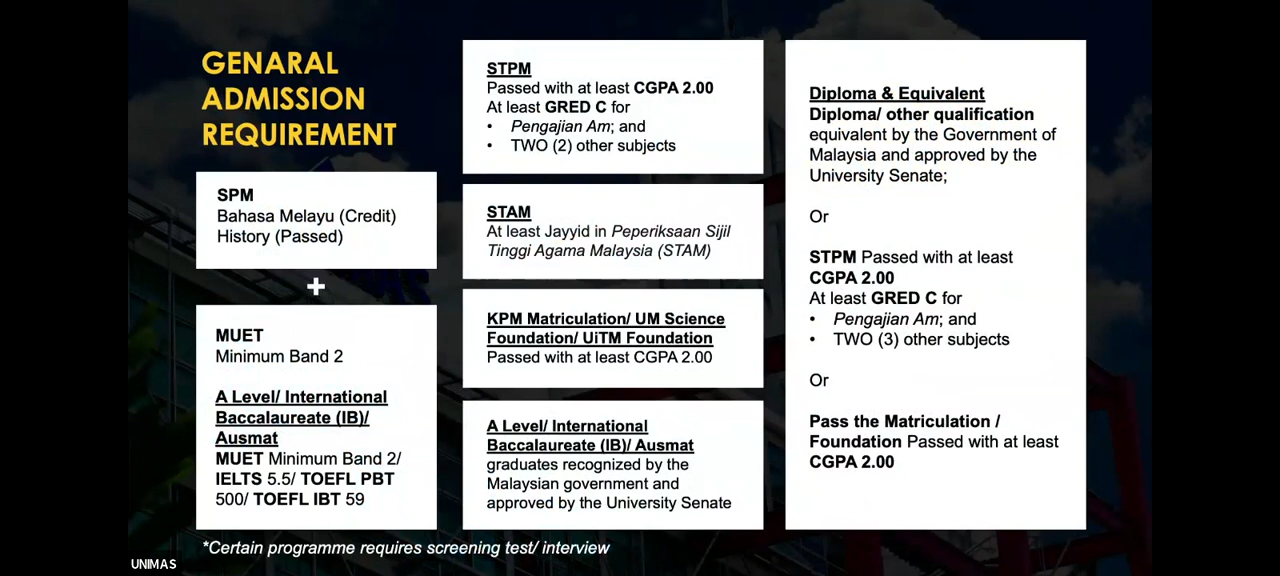 GENARAL
ADMISSION
REQUIREMENT
SPM
Bahasa Melayu (Credit)
History (Passed)
+
MUET
Minimum Band 2
A Level/ International
Baccalaureate (IB)/
Ausmat
MUET Minimum Band 2/
IELTS 5.5/ TOEFL PBT
500/ TOEFL IBT 59
STPM
Passed with at least CGPA 2.00
At least GRED C for
• Pengajian Am; and
• TWO (2) other subjects
STAM
At least Jayyid in Peperiksaan Sijil
Tinggi Agama Malaysia (STAM)
KPM Matriculation/ UM Science
Foundation/ UiTM Foundation
Passed with at least CGPA 2.00
A Level/ International
Baccalaureate (IB)/ Ausmat
graduates recognized by the
Malaysian government and
approved by the University Senate
Diploma & Equivalent
Diploma/ other qualification
equivalent by the Government of
Malaysia and approved by the
University Senate;
Or
STPM Passed with at least
CGPA 2.00
At least GRED C for
• Pengajian Am; and
• TWO (3) other subjects
Or
Pass the Matriculation /
Foundation Passed with at least
CGPA 2.00
*Certain programme requires screening test/ interview
UNIMAS